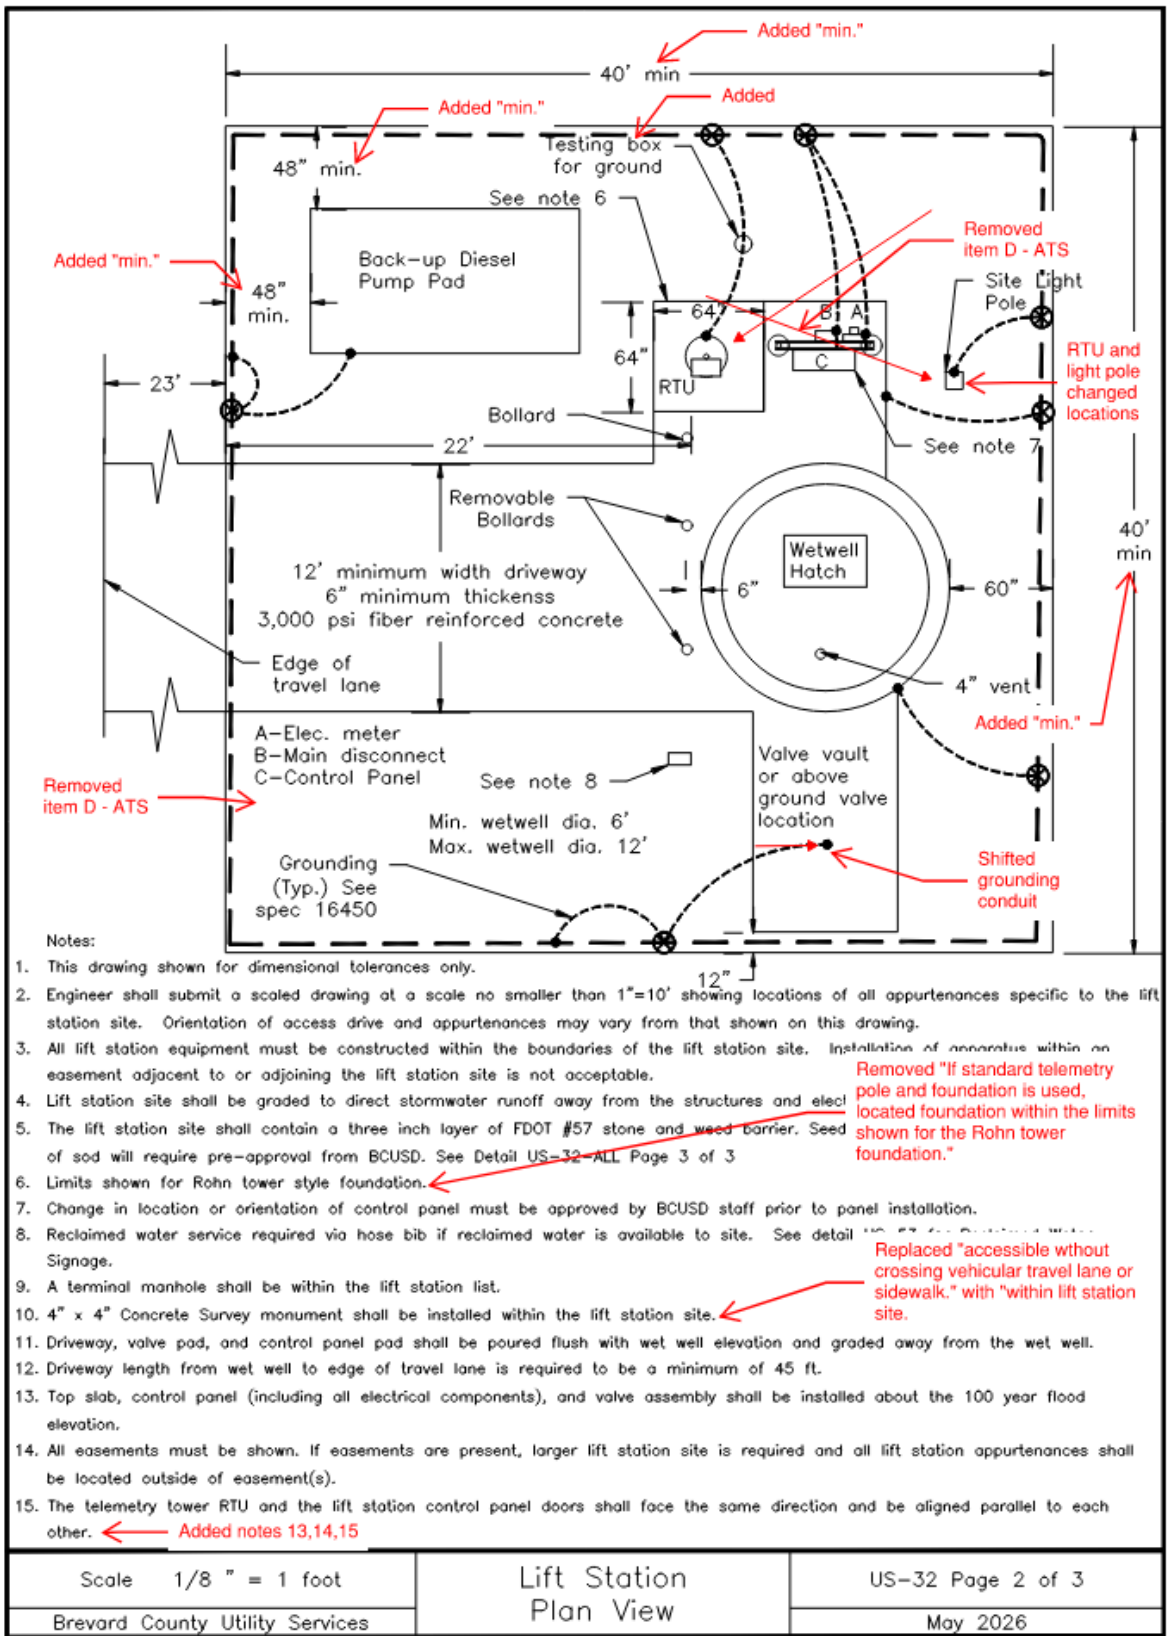 Added "min."
40' min
Added "min."
Added
Testing box
for ground
48" min.
See note 6
Removed
item D - ATS
Back-up Diesel
Pump Pad
Added "min."
Site Light
Pole
48"
min.
64"
B A
64"
C
RTU
RTU and
light pole
changed
locations
23'
Bollard
22'
See note 7
Removable
Bollards
40'
min
Wetwell
Hatch
12' minimum width driveway
6" minimum thickenss
3,000 psi fiber reinforced concrete
6"
60"
Edge of
travel lane
4" vent
Added "min."
A-Elec. meter
B-Main disconnect
C-Control Panel
Removed
item D - ATS
See note 8
Valve vault
or above
ground valve
location
Min. wetwell dia. 6'
Max. wetwell dia. 12'
Grounding
(Typ.) See
spec 16450
Shifted
grounding
conduit
12"
Notes:
1. This drawing shown for dimensional tolerances only.
2. Engineer shall submit a scaled drawing at a scale no smaller than 1"=10' showing locations of all appurtenances specific to the lift
station site. Orientation of access drive and appurtenances may vary from that shown on this drawing.
3. All lift station equipment must be constructed within the boundaries of the lift station site. Installation of apparatus within an
easement adjacent to or adjoining the lift station site is not acceptable.
4. Lift station site shall be graded to direct stormwater runoff away from the structures and elec
5. The lift station site shall contain a three inch layer of FDOT #57 stone and weed barrier. Seed
of sod will require pre-approval from BCUSD. See Detail US-32-ALL Page 3 of 3
Removed "If standard telemetry
pole and foundation is used,
located foundation within the limits
shown for the Rohn tower
foundation."
6. Limits shown for Rohn tower style foundation.
7. Change in location or orientation of control panel must be approved by BCUSD staff prior to panel installation.
8. Reclaimed water service required via hose bib if reclaimed water is available to site. See detail
Signage.
Replaced "accessible wthout
crossing vehicular travel lane or
sidewalk." with "within lift station
site.
9. A terminal manhole shall be within the lift station list.
10. 4" x 4" Concrete Survey monument shall be installed within the lift station site.
11. Driveway, valve pad, and control panel pad shall be poured flush with wet well elevation and graded away from the wet well.
12. Driveway length from wet well to edge of travel lane is required to be a minimum of 45 ft.
13. Top slab, control panel (including all electrical components), and valve assembly shall be installed about the 100 year flood
elevation.
14. All easements must be shown. If easements are present, larger lift station site is required and all lift station appurtenances shall
be located outside of easement(s).
15. The telemetry tower RTU and the lift station control panel doors shall face the same direction and be aligned parallel to each
other.
Added notes 13,14,15
Scale 1/8 " = 1 foot
Brevard County Utility Services
Lift Station
Plan View
US-32 Page 2 of 3
May 2026